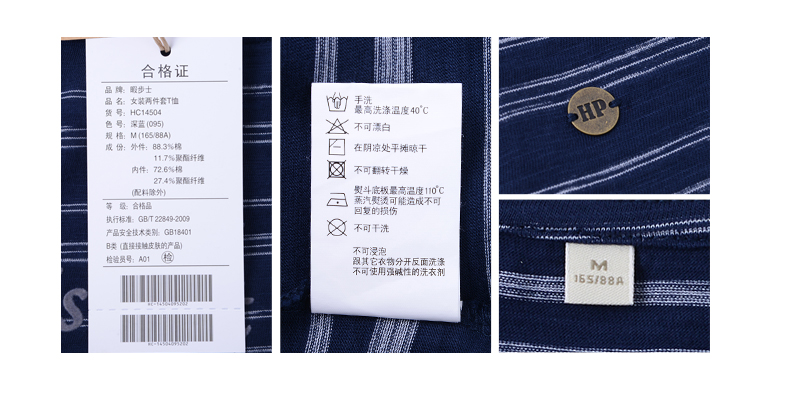 合格证
品 牌: 暇步士
品 名: 女装两件套T恤
货 号: HC14504
色 号: 深蓝 (095)
规 格: M (165/88A)
成 份: 外件: 88.3%棉
11.7%聚酯纤维
内件: 72.6%棉
27.4%聚酯纤维
(配料除外)
等 级: 合格品
执行标准: GB/T 22849-2009
产品安全技术类别: GB18401
B类 (直接接触皮肤的产品)
检验员号: A01 检
手洗
最高洗涤温度40℃
不可漂白
在阴凉处平摊晾干
不可翻转干燥
熨斗底板最高温度110℃
蒸汽熨烫可能造成不可
回复的损伤
不可干洗
不可浸泡
跟其它衣物分开反面洗涤
不可使用强碱性的洗衣剂
HP
M
165/88A